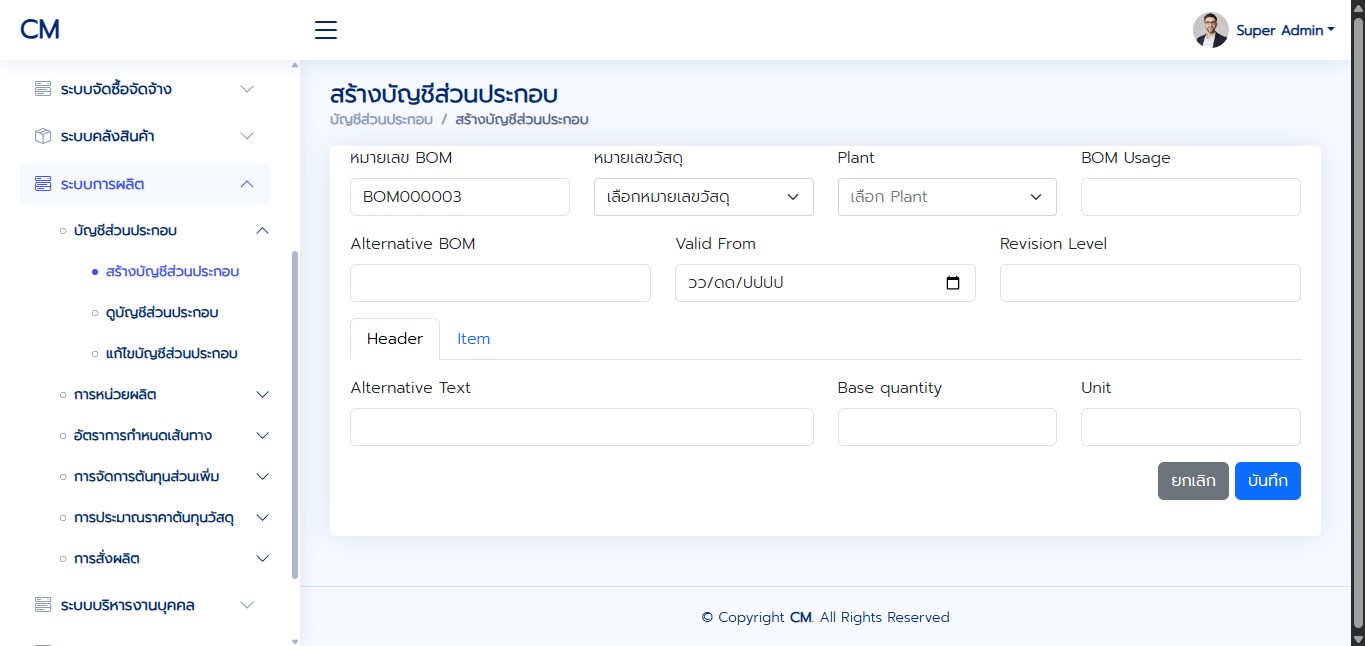 CM
Super Admin
ระบบจัดซื้อจัดจ้าง
ระบบคลังสินค้า
ระบบการผลิต
บัญชีส่วนประกอบ
สร้างบัญชีส่วนประกอบ
ดูบัญชีส่วนประกอบ
แก้ไขบัญชีส่วนประกอบ
การหน่วยผลิต
อัตราการกำหนดเส้นทาง
การจัดการต้นทุนส่วนเพิ่ม
การประมาณราคาต้นทุนวัสดุ
การสั่งผลิต
ระบบบริหารงานบุคคล
สร้างบัญชีส่วนประกอบ
บัญชีส่วนประกอบ / สร้างบัญชีส่วนประกอบ
หมายเลข BOM หมายเลขวัสดุ Plant BOM Usage
BOM000003 เลือกหมายเลขวัสดุ เลือก Plant
Alternative BOM Valid From Revision Level
วว/ดด/ปปปป
Header Item
Alternative Text Base quantity Unit
ยกเลิก บันทึก
© Copyright CM. All Rights Reserved